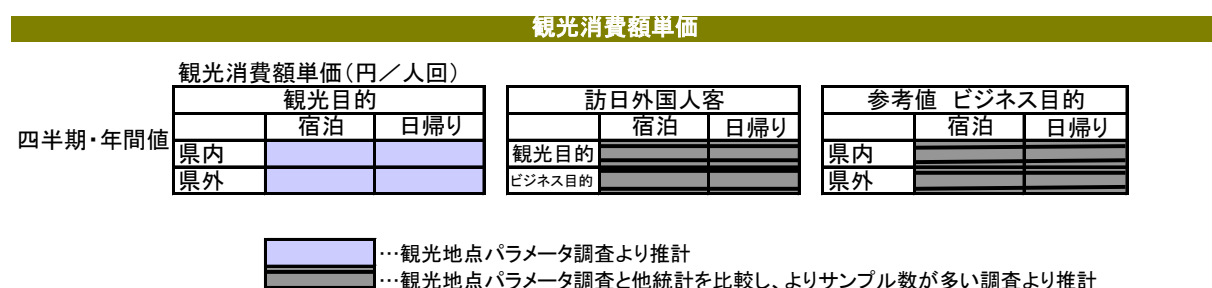 観光消費額単価
観光消費額単価(円／人回)
観光目的 訪日外国人客 参考値 ビジネス目的
宿泊 日帰り 宿泊 日帰り 宿泊 日帰り
四半期・年間値
県内 観光目的 県内
県外 ビジネス目的 県外
…観光地点パラメータ調査より推計
…観光地点パラメータ調査と他統計を比較し、よりサンプル数が多い調査より推計